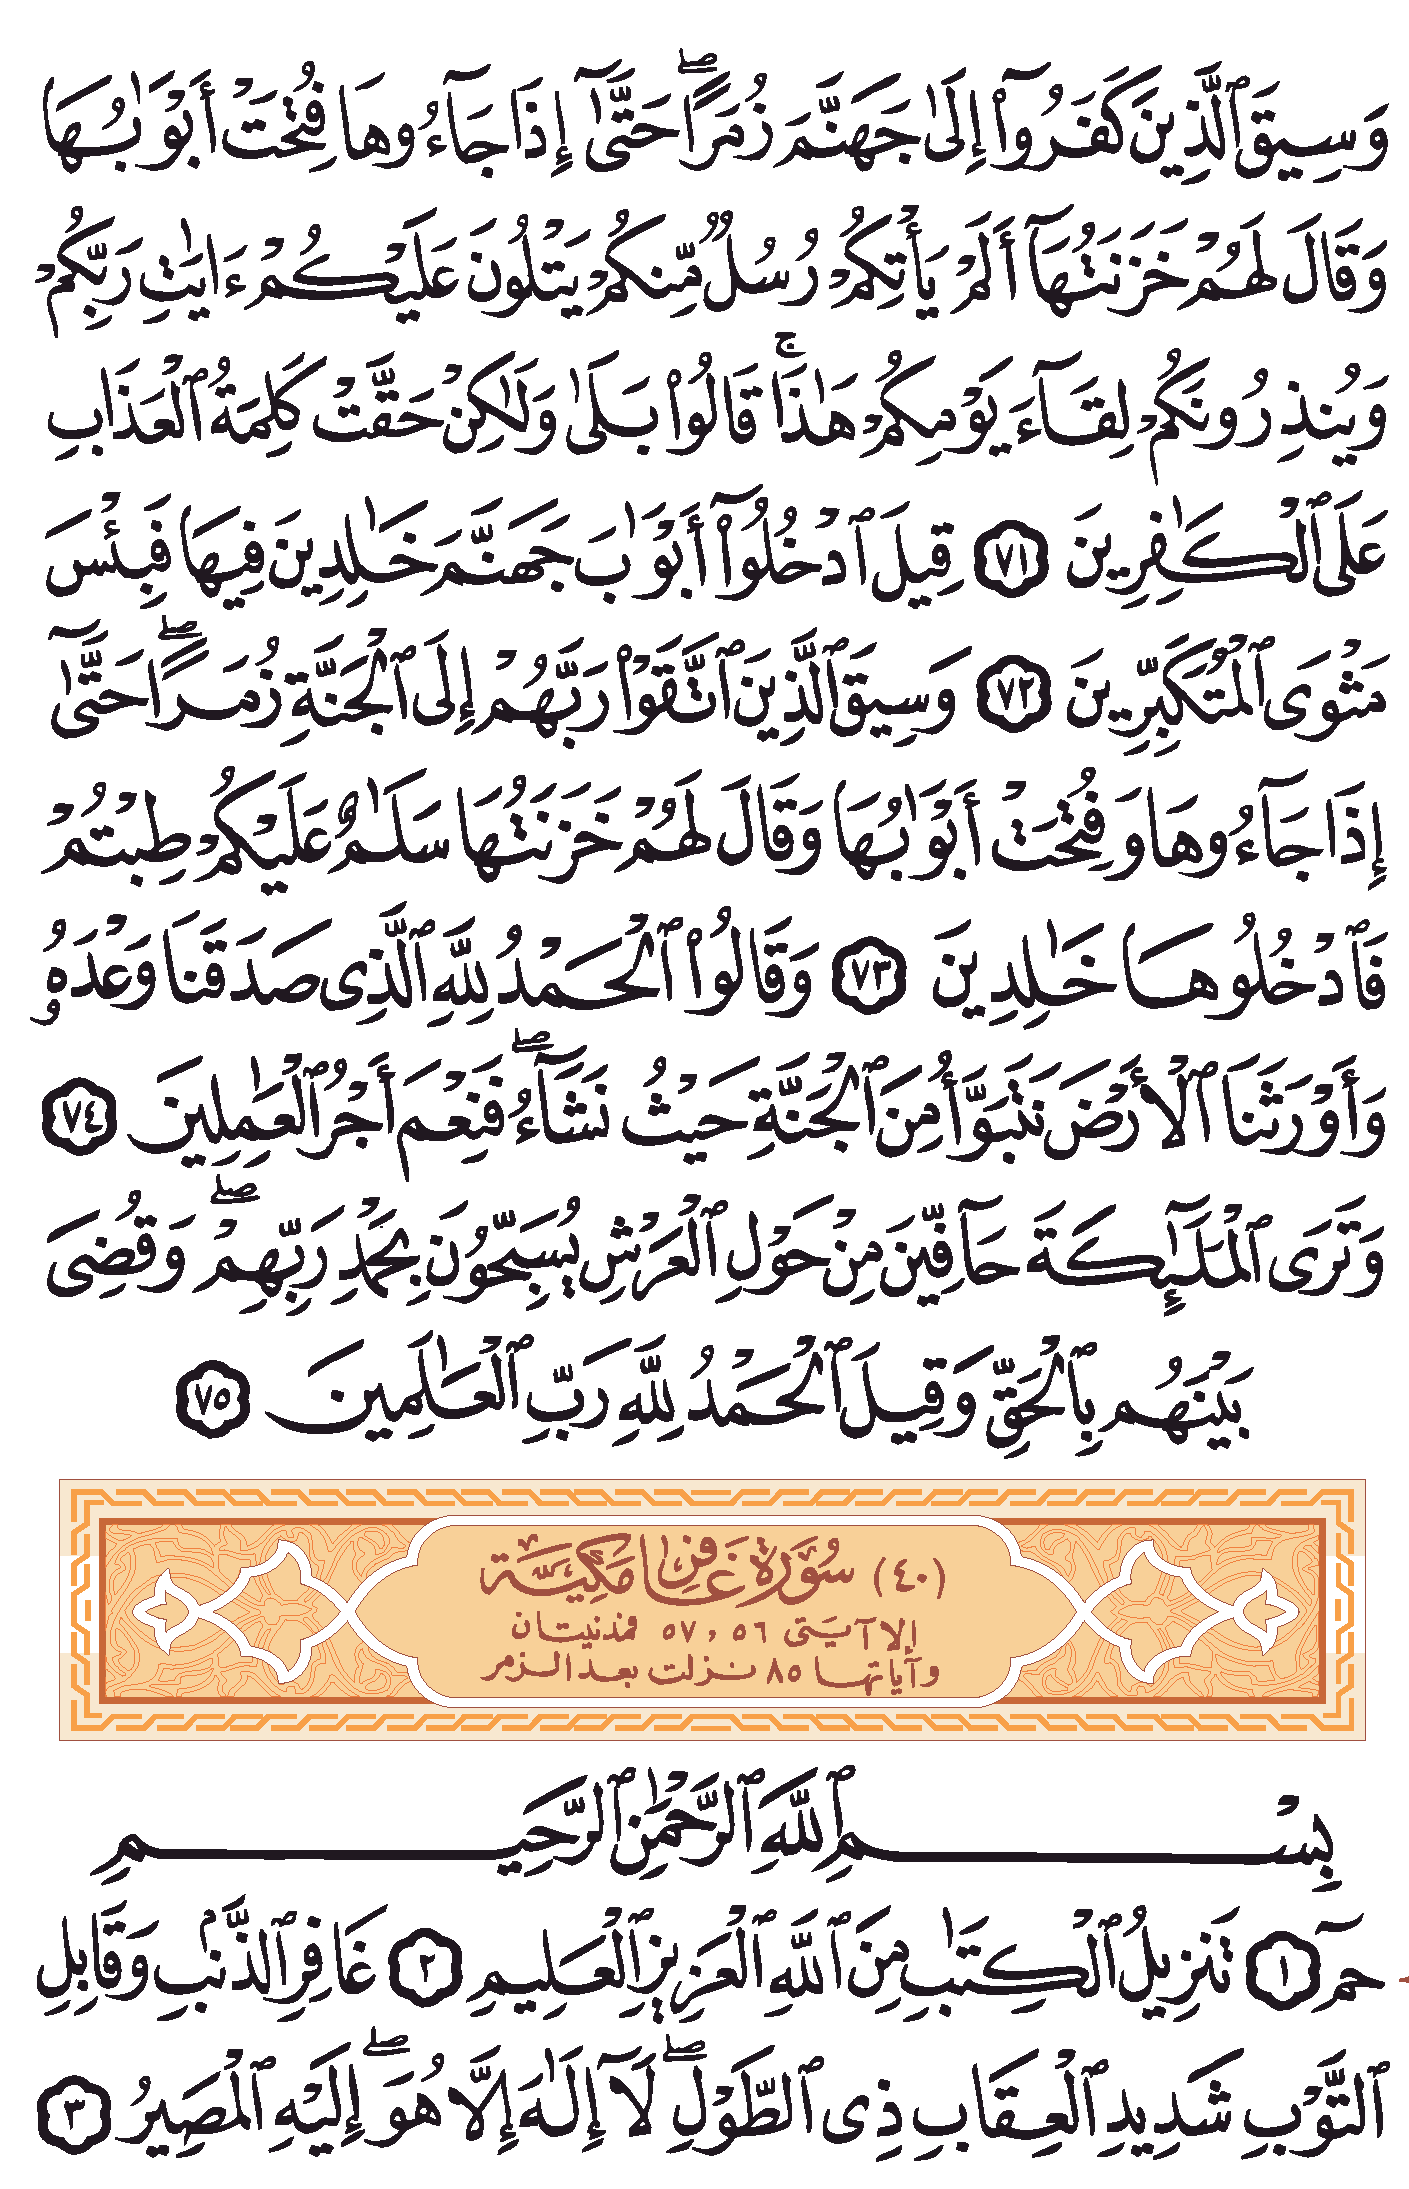 وَسِيقَ ٱلَّذِينَ كَفَرُوٓاْ إِلَىٰ جَهَنَّمَ زُمَرًاۖ حَتَّىٰٓ إِذَا جَآءُوهَا فُتِحَتْ أَبْوَٰبُهَا
وَقَالَ لَهُمْ خَزَنَتُهَآ أَلَمْ يَأْتِكُمْ رُسُلٌ مِّنكُمْ يَتْلُونَ عَلَيْكُمْ ءَايَٰتِ رَبِّكُمْ
وَيُنذِرُونَكُمْ لِقَآءَ يَوْمِكُمْ هَٰذَاۚ قَالُواْ بَلَىٰ وَلَٰكِنْ حَقَّتْ كَلِمَةُ ٱلْعَذَابِ
عَلَى ٱلْكَٰفِرِينَ ٧١ قِيلَ ٱدْخُلُوٓاْ أَبْوَٰبَ جَهَنَّمَ خَٰلِدِينَ فِيهَا فَبِئْسَ
مَثْوَى ٱلْمُتَكَبِّرِينَ ٧٢ وَسِيقَ ٱلَّذِينَ ٱتَّقَوْاْ رَبَّهُمْ إِلَى ٱلْجَنَّةِ زُمَرًاۖ حَتَّىٰٓ
إِذَا جَآءُوهَا وَفُتِحَتْ أَبْوَٰبُهَا وَقَالَ لَهُمْ خَزَنَتُهَا سَلَٰمٌ عَلَيْكُمْ طِبْتُمْ
فَٱدْخُلُوهَا خَٰلِدِينَ ٧٣ وَقَالُواْ ٱلْحَمْدُ لِلَّهِ ٱلَّذِى صَدَقَنَا وَعْدَهُۥ
وَأَوْرَثَنَا ٱلْأَرْضَ نَتَبَوَّأُ مِنَ ٱلْجَنَّةِ حَيْثُ نَشَآءُۖ فَنِعْمَ أَجْرُ ٱلْعَٰمِلِينَ ٧٤
وَتَرَى ٱلْمَلَٰٓئِكَةَ حَآفِّينَ مِنْ حَوْلِ ٱلْعَرْشِ يُسَبِّحُونَ بِحَمْدِ رَبِّهِمْۖ وَقُضِىَ
بَيْنَهُم بِٱلْحَقِّ وَقِيلَ ٱلْحَمْدُ لِلَّهِ رَبِّ ٱلْعَٰلَمِينَ ٧٥
(٤٠) سُورَةُ غَافِرٍ مَكِّيَّة
إلا آيتى ٥٦ , ٥٧ فمدنيتان
وآياتها ٨٥ نزلت بعد الزمر
بِسْمِ ٱللَّهِ ٱلرَّحْمَٰنِ ٱلرَّحِيمِ
حمٓ ١ تَنزِيلُ ٱلْكِتَٰبِ مِنَ ٱللَّهِ ٱلْعَزِيزِ ٱلْعَلِيمِ ٢ غَافِرِ ٱلذَّنۢبِ وَقَابِلِ
ٱلتَّوْبِ شَدِيدِ ٱلْعِقَابِ ذِى ٱلطَّوْلِۖ لَآ إِلَٰهَ إِلَّا هُوَۖ إِلَيْهِ ٱلْمَصِيرُ ٣